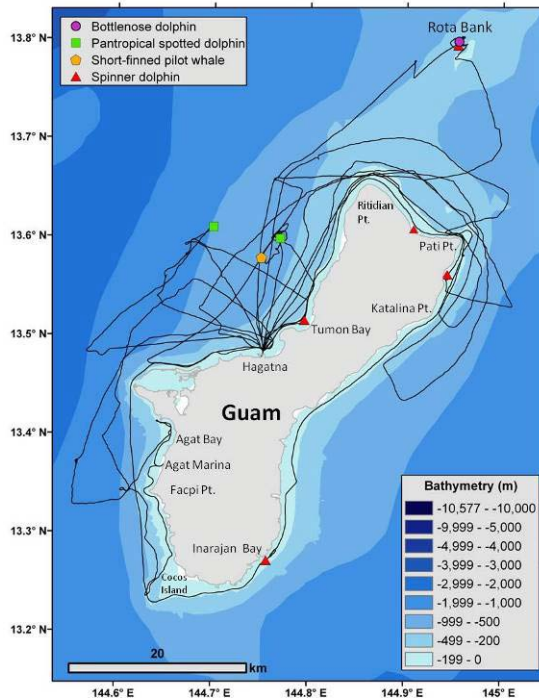 Bottlenose dolphin
Pantropical spotted dolphin
Short-finned pilot whale
Spinner dolphin
Rota Bank
13.8° N
13.7° N
13.6° N
13.5° N
13.4° N
13.3° N
13.2° N
Ritidian
Pt.
Pati Pt.
Katalina Pt.
Tumon Bay
Hagatna
Guam
Agat Bay
Agat Marina
Facpi Pt.
Inarajan Bay
Cocos
Island
Bathymetry (m)
-10,577 - -10,000
-9,999 - -5,000
-4,999 - -4,000
-3,999 - -3,000
-2,999 - -2,000
-1,999 - -1,000
-999 - -500
-499 - -200
-199 - 0
20
km
144.6° E
144.7° E
144.8° E
144.9° E
145° E